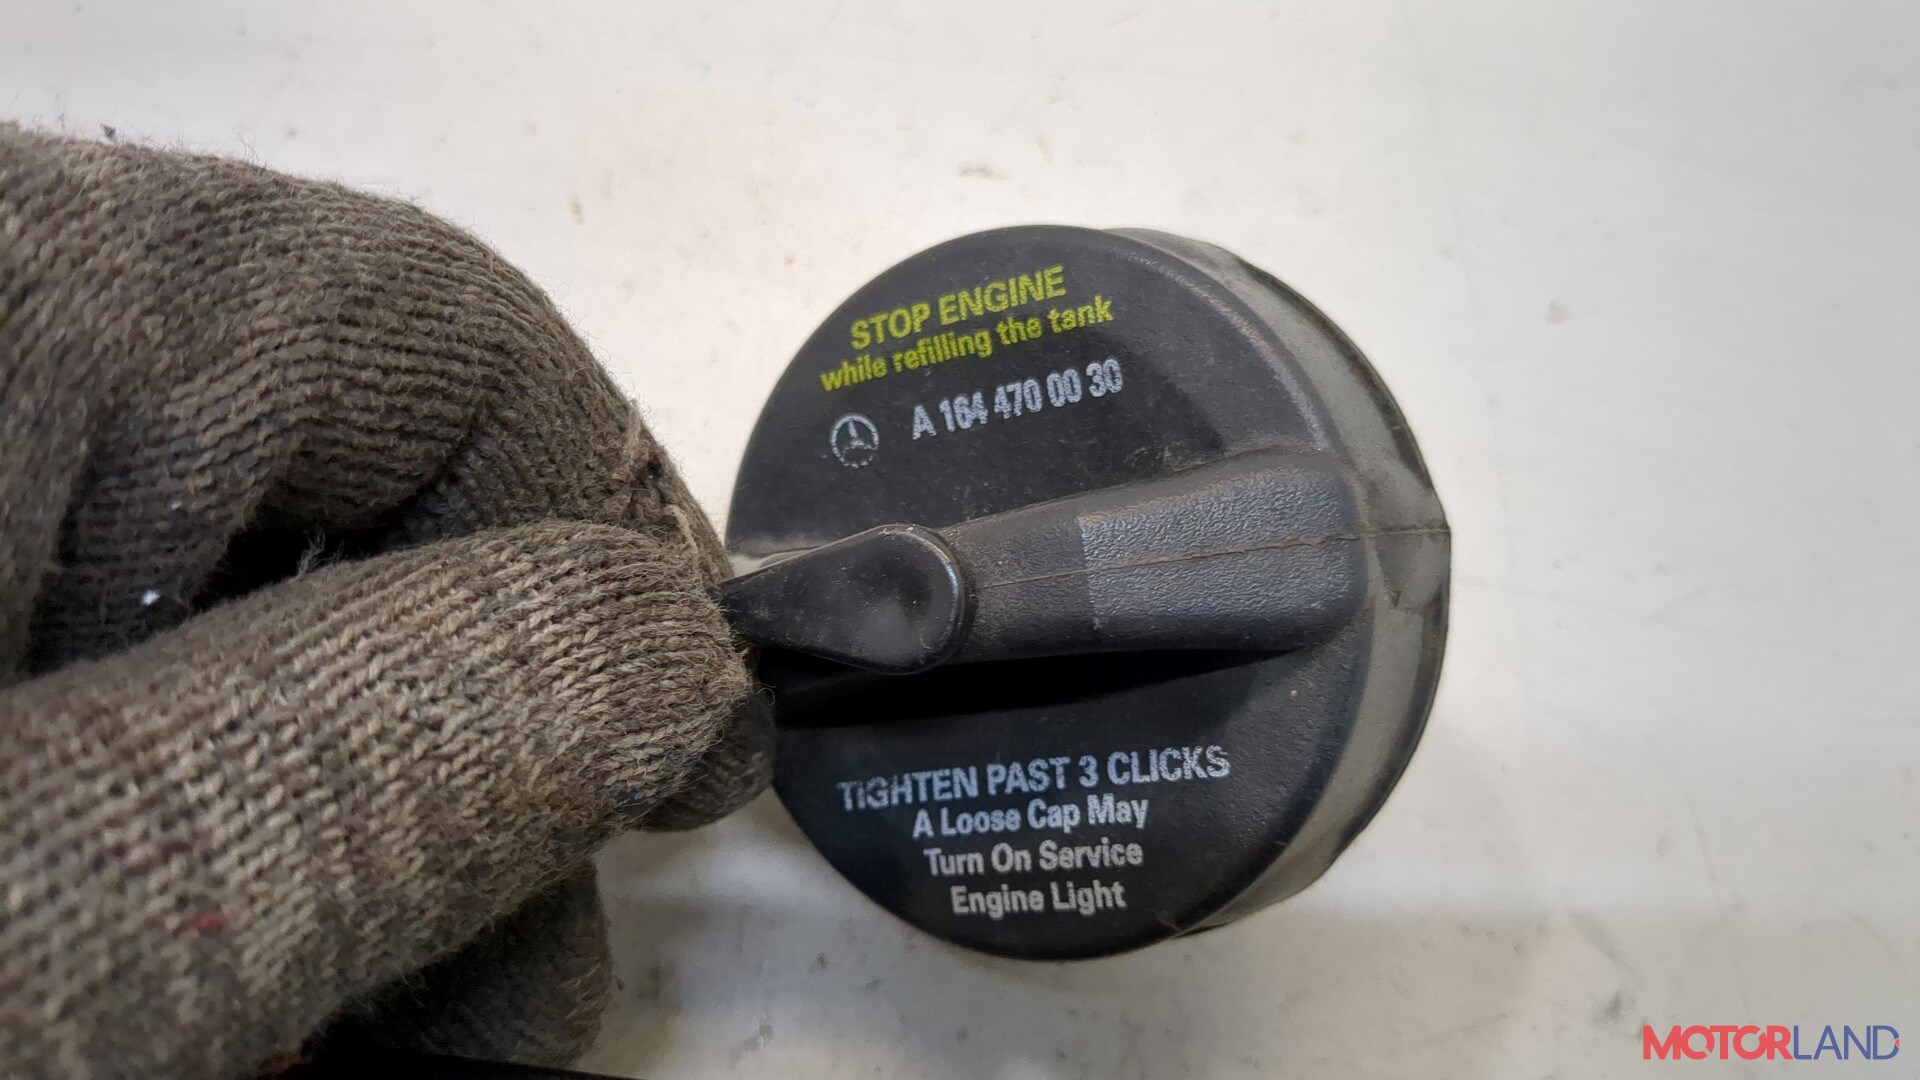 STOP ENGINE
while refilling the tank
A 164 470 00 30
TIGHTEN PAST 3 CLICKS
A Loose Cap May
Turn On Service
Engine Light
MOTORLAND